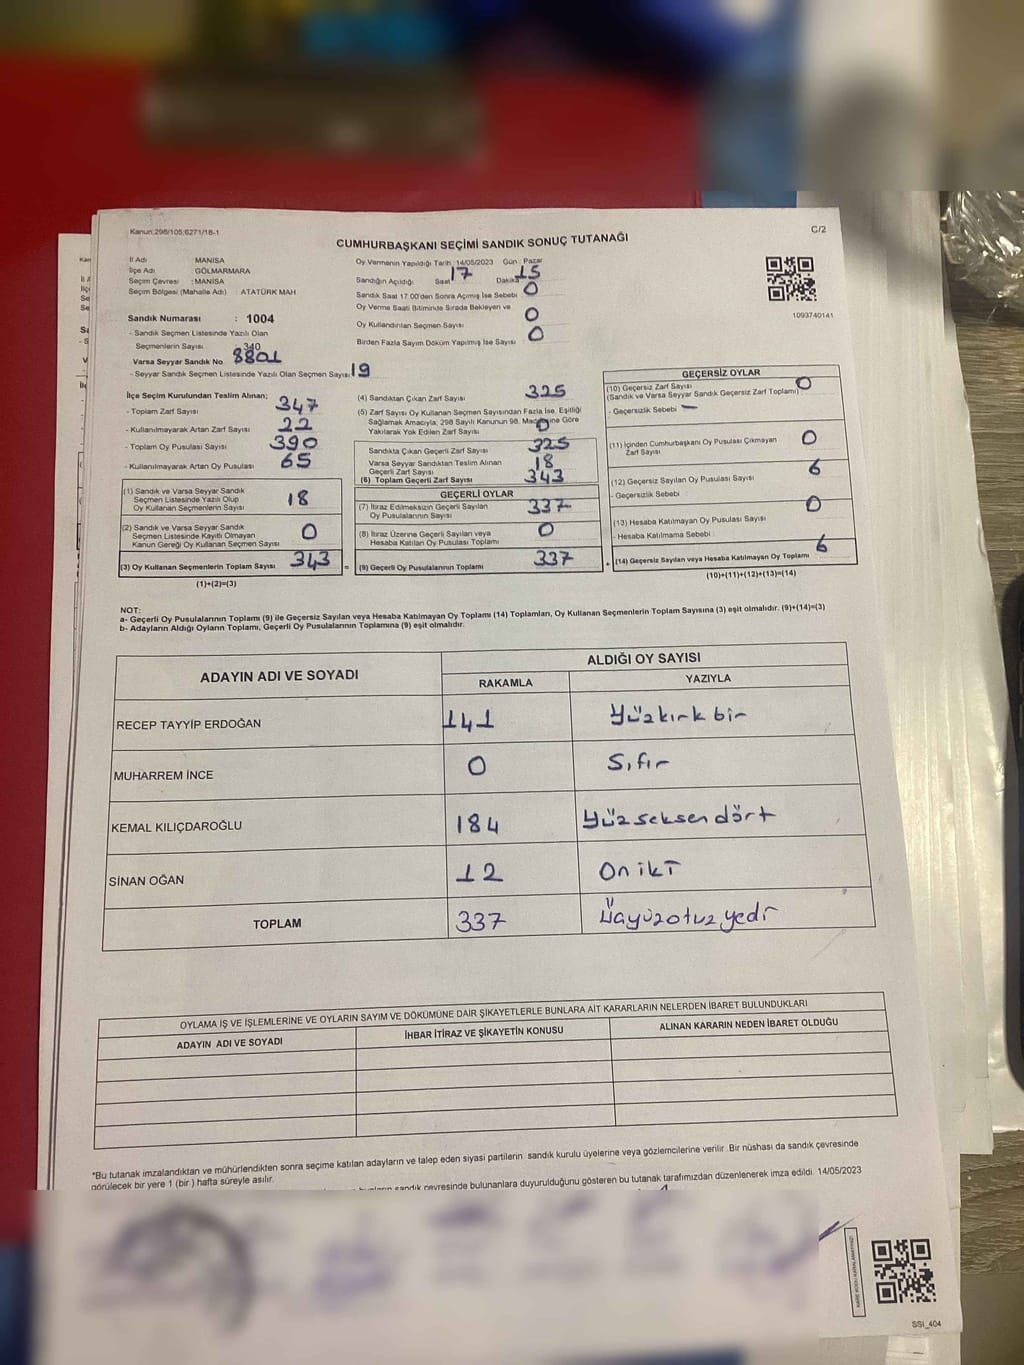 Kanun:298/105;6271/18-1
C/2
CUMHURBAŞKANI SEÇİMİ SANDIK SONUÇ TUTANAĞI
İl Adı : MANİSA
İlçe Adı : GÖLMARMARA
Seçim Çevresi : MANİSA
Seçim Bölgesi (Mahalle Adı) : ATATÜRK MAH
Sandık Numarası : 1004
- Sandık Seçmen Listesinde Yazılı Olan
Seçmenlerin Sayısı : 340
Varsa Seyyar Sandık No 8801
- Seyyar Sandık Seçmen Listesinde Yazılı Olan Seçmen Sayısı 19
Oy Vermenin Yapıldığı Tarih : 14/05/2023 Gün : Pazar
Sandığın Açıldığı Saat 17 Dakika 15
Sandık Saat 17.00'den Sonra Açımış İse Sebebi 0
Oy Verme Saati Bitiminde Sırada Bekleyen ve
Oy Kullandırılan Seçmen Sayısı 0
Birden Fazla Sayım Döküm Yapılmış İse Sayısı 0
1093740141
İlçe Seçim Kurulundan Teslim Alınan;
- Toplam Zarf Sayısı 347
- Kullanılmayarak Artan Zarf Sayısı 22
- Toplam Oy Pusulası Sayısı 390
- Kullanılmayarak Artan Oy Pusulası 65
(1) Sandık ve Varsa Seyyar Sandık
Seçmen Listesinde Yazılı Olup
Oy Kullanan Seçmenlerin Sayısı 18
(2) Sandık ve Varsa Seyyar Sandık
Seçmen Listesinde Kayıtlı Olmayan
Kanun Gereği Oy Kullanan Seçmen Sayısı 0
(3) Oy Kullanan Seçmenlerin Toplam Sayısı 343
(1)+(2)=(3)
(4) Sandıktan Çıkan Zarf Sayısı 325
(5) Zarf Sayısı Oy Kullanan Seçmen Sayısından Fazla İse, Eşitliği
Sağlamak Amacıyla, 298 Sayılı Kanunun 98. Maddesine Göre
Yakılarak Yok Edilen Zarf Sayısı 0
Sandıkta Çıkan Geçerli Zarf Sayısı 325
Varsa Seyyar Sandıktan Teslim Alınan
Geçerli Zarf Sayısı 18
(6) Toplam Geçerli Zarf Sayısı 343
GEÇERLİ OYLAR
(7) İtiraz Edilmeksizin Geçerli Sayılan
Oy Pusulalarının Sayısı 337
(8) İtiraz Üzerine Geçerli Sayılan veya
Hesaba Katılan Oy Pusulası Toplamı 0
= (9) Geçerli Oy Pusulalarının Toplamı 337
GEÇERSİZ OYLAR
(10) Geçersiz Zarf Sayısı 0
(Sandık ve Varsa Seyyar Sandık Geçersiz Zarf Toplamı)
- Geçersizlik Sebebi : —
(11) İçinden Cumhurbaşkanı Oy Pusulası Çıkmayan
Zarf Sayısı 0
(12) Geçersiz Sayılan Oy Pusulası Sayısı 6
- Geçersizlik Sebebi :
(13) Hesaba Katılmayan Oy Pusulası Sayısı 0
- Hesaba Katılmama Sebebi :
+ (14) Geçersiz Sayılan veya Hesaba Katılmayan Oy Toplamı 6
(10)+(11)+(12)+(13)=(14)
NOT:
a- Geçerli Oy Pusulalarının Toplamı (9) ile Geçersiz Sayılan veya Hesaba Katılmayan Oy Toplamı (14) Toplamları, Oy Kullanan Seçmenlerin Toplam Sayısına (3) eşit olmalıdır. (9)+(14)=(3)
b- Adayların Aldığı Oyların Toplamı, Geçerli Oy Pusulalarının Toplamına (9) eşit olmalıdır.
ADAYIN ADI VE SOYADI ALDIĞI OY SAYISI
RAKAMLA YAZIYLA
RECEP TAYYİP ERDOĞAN 141 Yüzkırkbir
MUHARREM İNCE 0 Sıfır
KEMAL KILIÇDAROĞLU 184 Yüzseksendört
SİNAN OĞAN 12 Oniki
TOPLAM 337 Üçyüzotuzyedi
OYLAMA İŞ VE İŞLEMLERİNE VE OYLARIN SAYIM VE DÖKÜMÜNE DAİR ŞİKAYETLERLE BUNLARA AİT KARARLARIN NELERDEN İBARET BULUNDUKLARI
ADAYIN ADI VE SOYADI İHBAR İTİRAZ VE ŞİKAYETİN KONUSU ALINAN KARARIN NEDEN İBARET OLDUĞU
*Bu tutanak imzalandıktan ve mühürlendikten sonra seçime katılan adayların ve talep eden siyasi partilerin sandık kurulu üyelerine veya gözlemcilerine verilir. Bir nüshası da sandık çevresinde
görülecek bir yere 1 (bir ) hafta süreyle asılır.
sandık çevresinde bulunanlara duyurulduğunu gösteren bu tutanak tarafımızdan düzenlenerek imza edildi. 14/05/2023
SSI_404